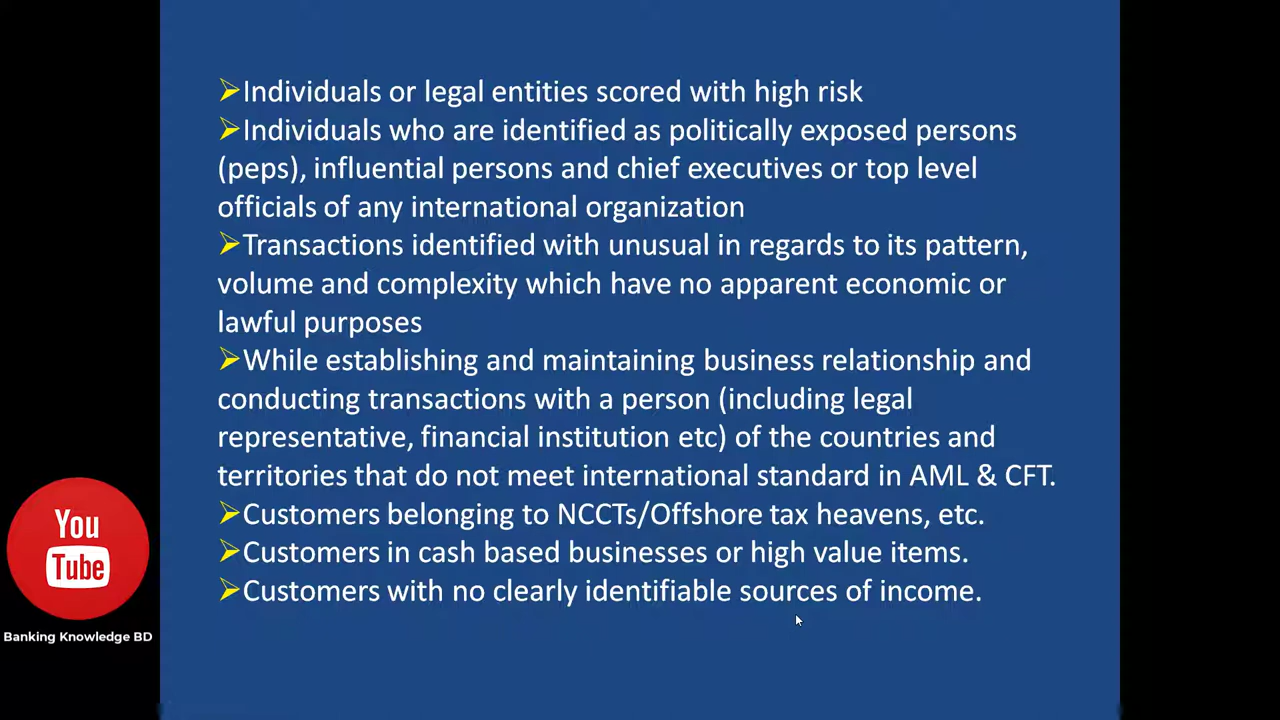 ➢Individuals or legal entities scored with high risk
➢Individuals who are identified as politically exposed persons
(peps), influential persons and chief executives or top level
officials of any international organization
➢Transactions identified with unusual in regards to its pattern,
volume and complexity which have no apparent economic or
lawful purposes
➢While establishing and maintaining business relationship and
conducting transactions with a person (including legal
representative, financial institution etc) of the countries and
territories that do not meet international standard in AML & CFT.
➢Customers belonging to NCCTs/Offshore tax heavens, etc.
➢Customers in cash based businesses or high value items.
➢Customers with no clearly identifiable sources of income.
You
Tube
Banking Knowledge BD